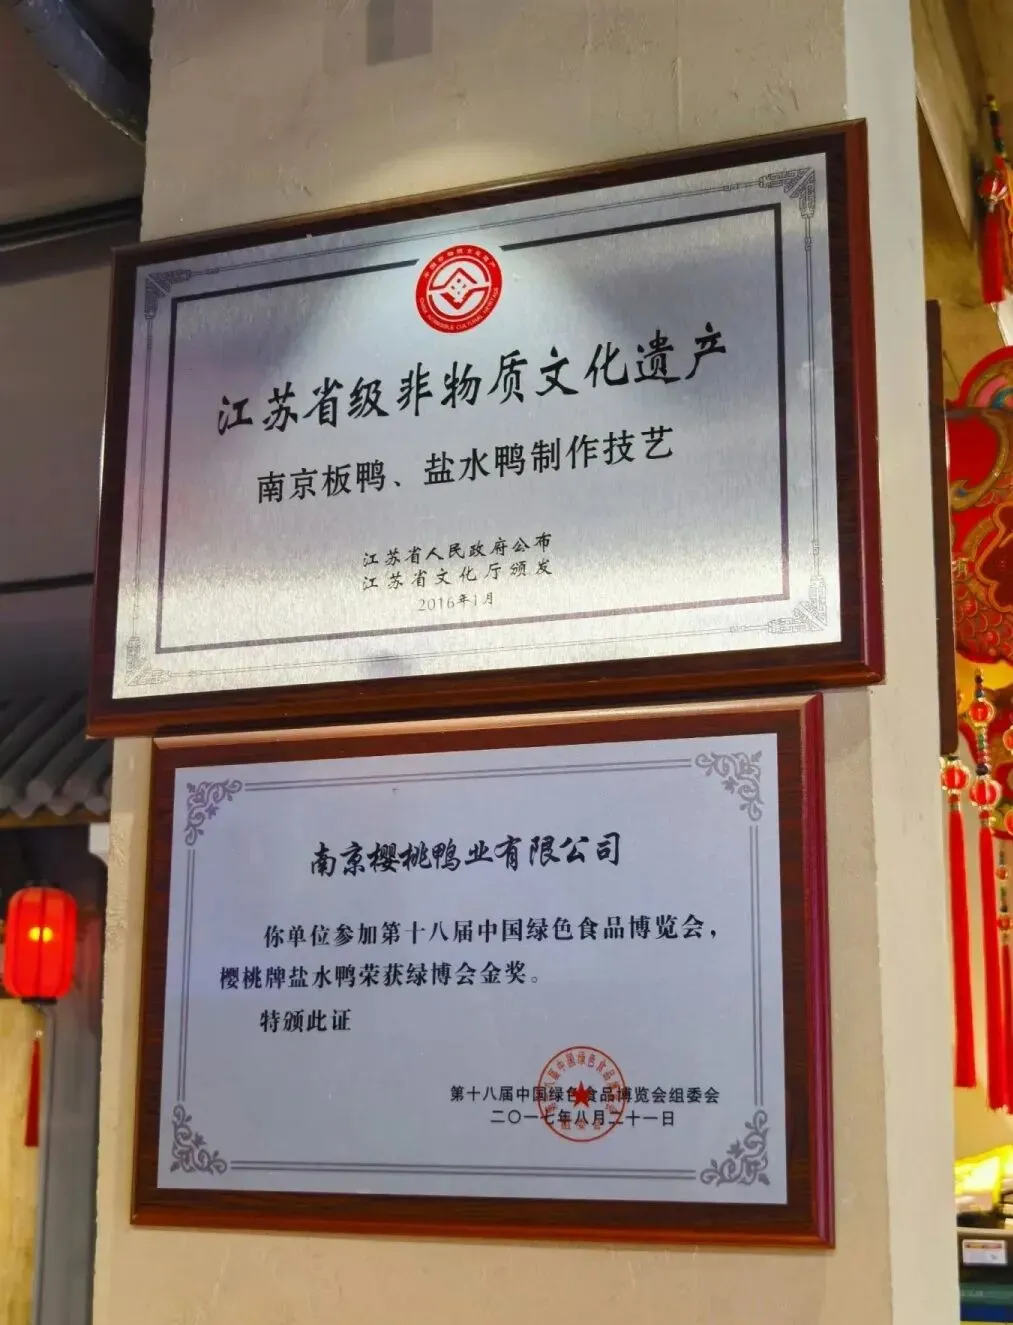 江苏省级非物质文化遗产
南京板鸭、盐水鸭制作技艺
江苏省人民政府公布
江苏省文化厅颁发
2016年1月
南京樱桃鸭业有限公司
你单位参加第十八届中国绿色食品博览会，
樱桃牌盐水鸭荣获绿博会金奖。
特颁此证
第十八届中国绿色食品博览会组委会
二〇一七年八月二十一日